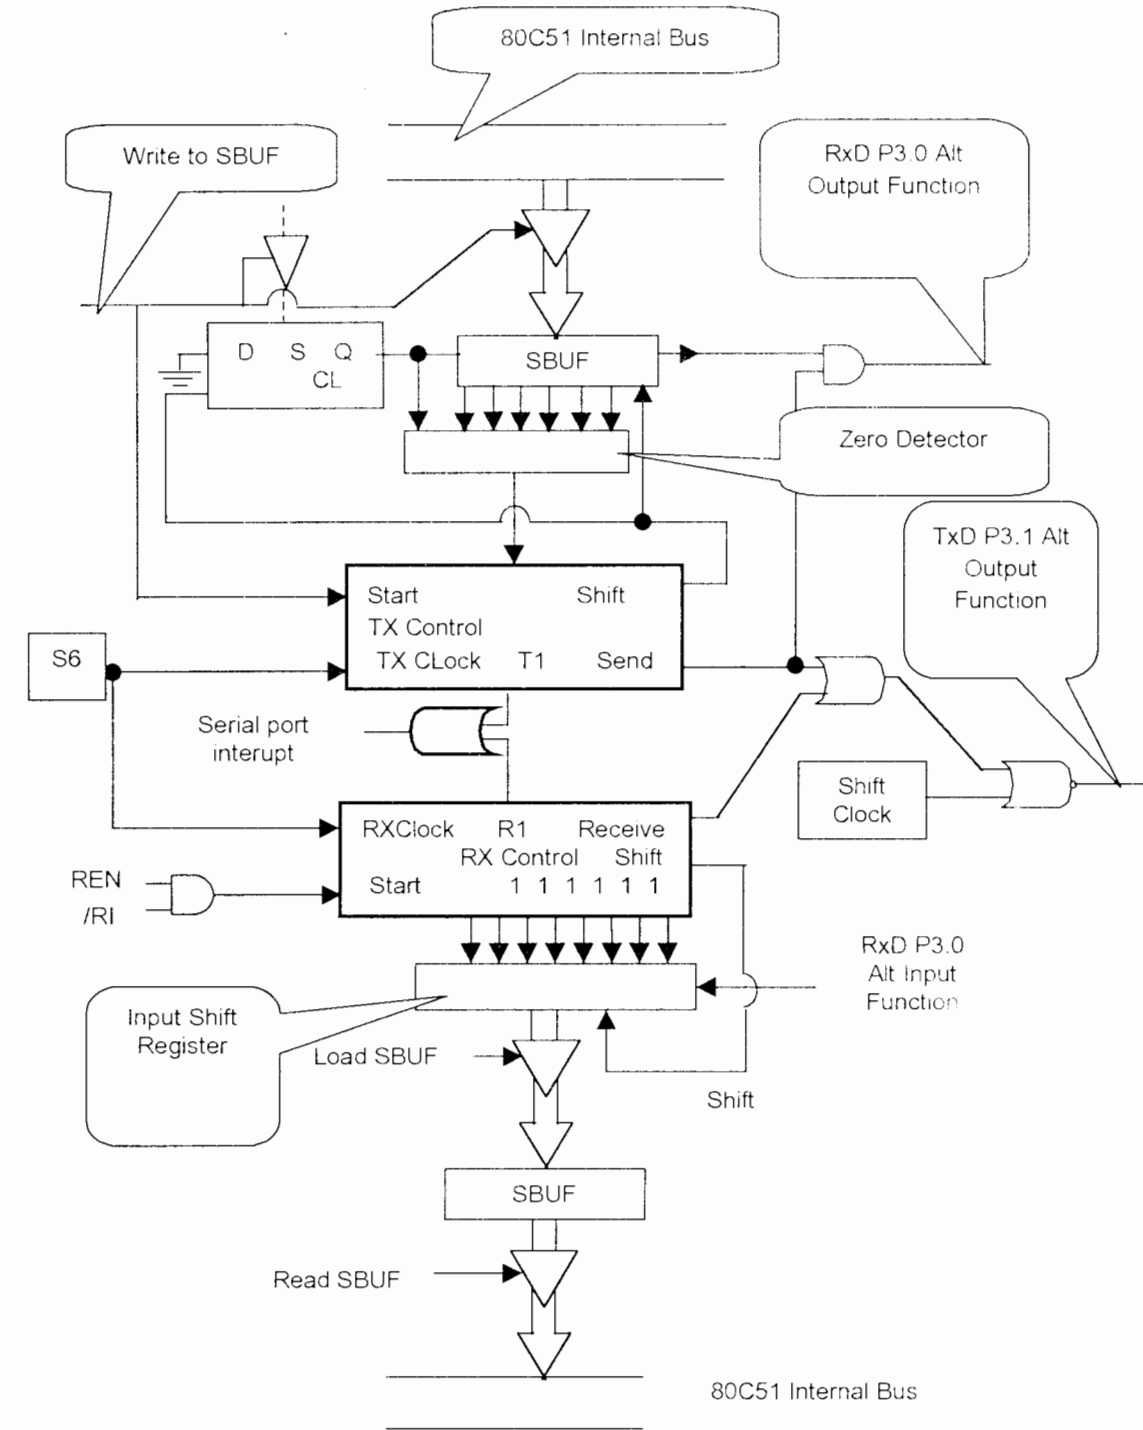 80C51 Internal Bus
Write to SBUF
RxD P3.0 Alt
Output Function
D S Q
CL
SBUF
Zero Detector
TxD P3.1 Alt
Output
Function
Start Shift
TX Control
TX CLock T1 Send
S6
Serial port
interupt
Shift
Clock
RXClock R1 Receive
RX Control Shift
Start 1 1 1 1 1 1
REN
/RI
RxD P3.0
Alt Input
Function
Input Shift
Register
Load SBUF
Shift
SBUF
Read SBUF
80C51 Internal Bus